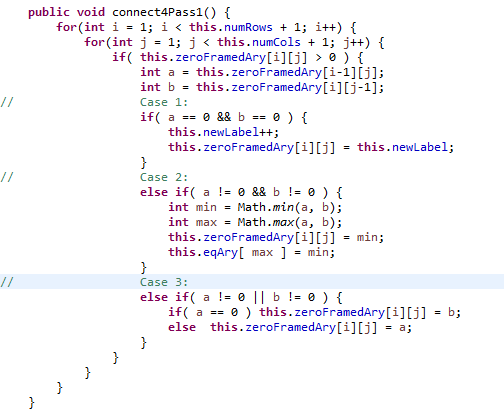 public void connect4Pass1() {
    for(int i = 1; i < this.numRows + 1; i++) {
        for(int j = 1; j < this.numCols + 1; j++) {
            if( this.zeroFramedAry[i][j] > 0 ) {
                int a = this.zeroFramedAry[i-1][j];
                int b = this.zeroFramedAry[i][j-1];
//              Case 1:
                if( a == 0 && b == 0 ) {
                    this.newLabel++;
                    this.zeroFramedAry[i][j] = this.newLabel;
                }
//              Case 2:
                else if( a != 0 && b != 0 ) {
                    int min = Math.min(a, b);
                    int max = Math.max(a, b);
                    this.zeroFramedAry[i][j] = min;
                    this.eqAry[ max ] = min;
                }
//              Case 3:
                else if( a != 0 || b != 0 ) {
                    if( a == 0 ) this.zeroFramedAry[i][j] = b;
                    else  this.zeroFramedAry[i][j] = a;
                }
            }
        }
    }
}